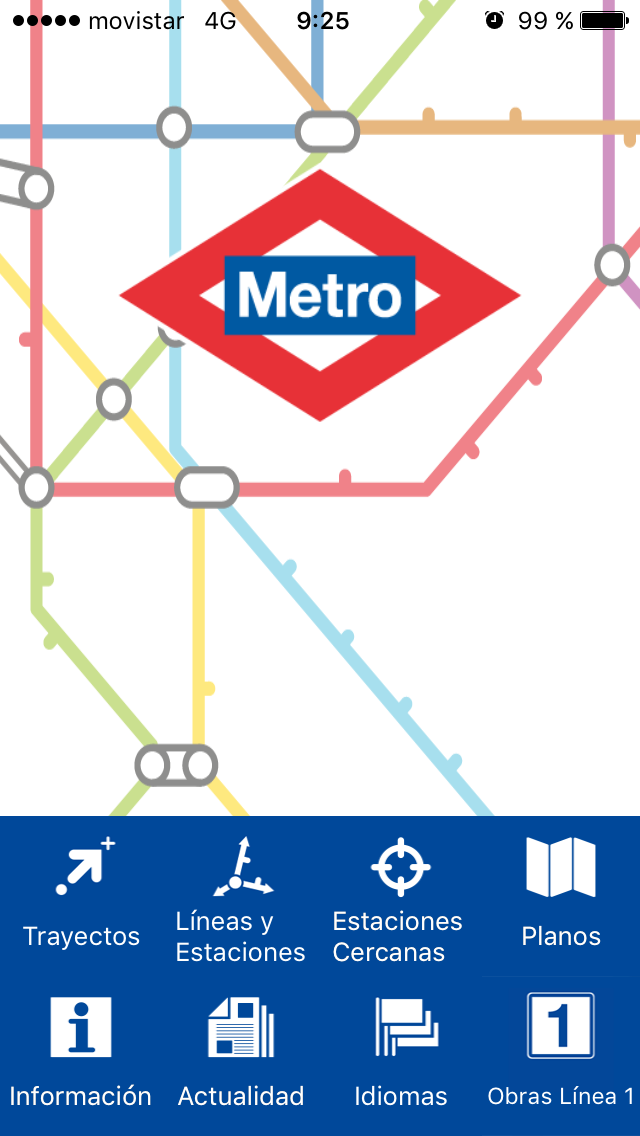 movistar 4G 9:25 99 %
Metro
Trayectos
Líneas y
Estaciones
Estaciones
Cercanas
Planos
Información
Actualidad
Idiomas
1
Obras Línea 1